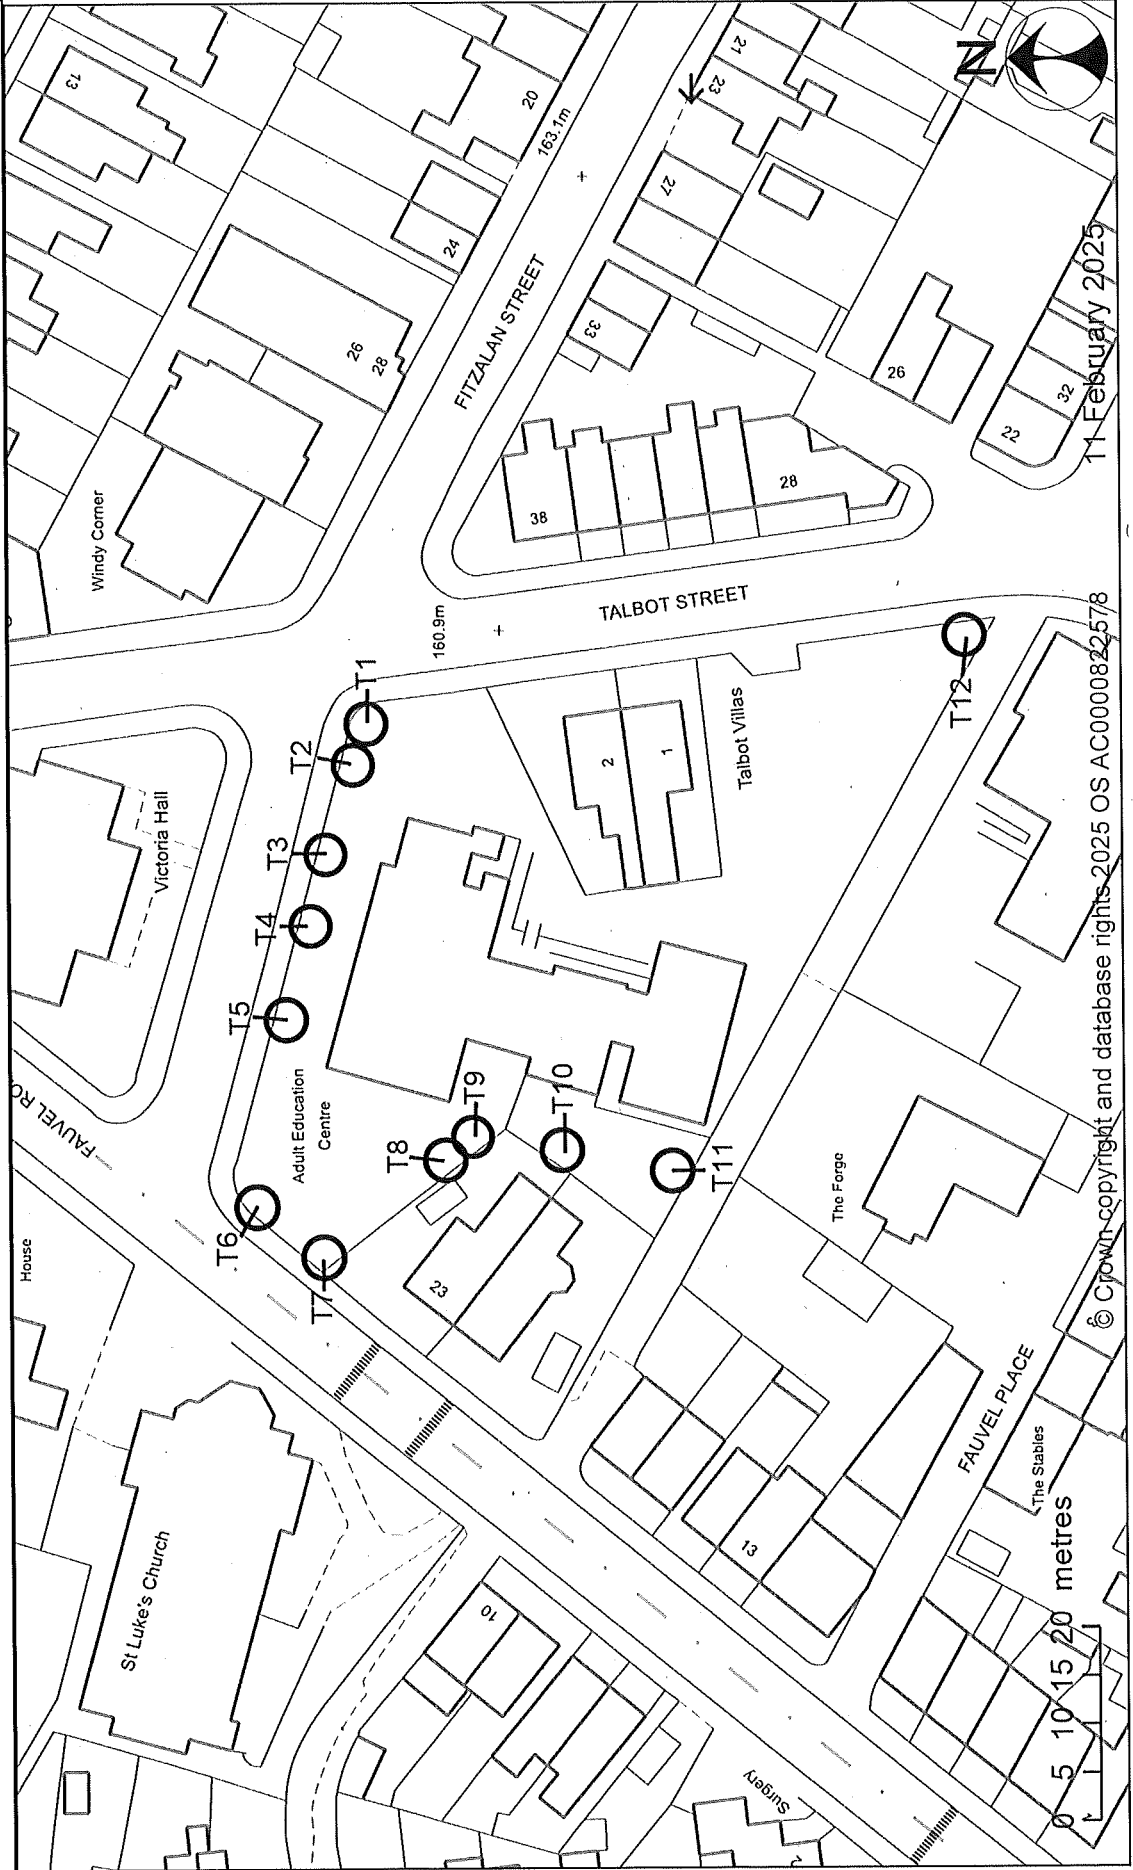 13
20
163.1m
21
23
27
N
24
33
26
28
FITZALAN STREET
26
32
22
11 February 2025
38
28
Windy Corner
TALBOT STREET
160.9m
T1
T2
T3
T4
T5
T6
T7
T8
T9
T10
T11
T12
Victoria Hall
2
1
Talbot Villas
Adult Education
Centre
House
23
The Forge
FAUVEL PLACE
The Stables
13
10
St Luke's Church
Surgery
0 5 10 15 20 metres
© Crown copyright and database rights 2025 OS AC0000822578